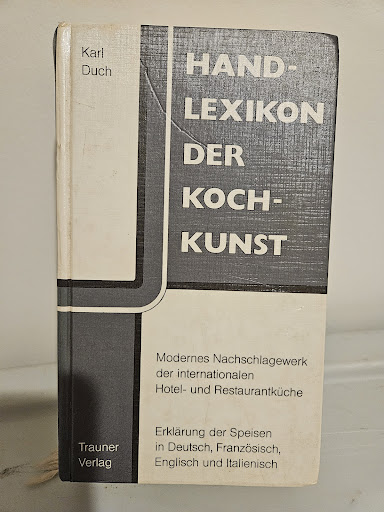 Karl
Duch
HAND-
LEXIKON
DER
KOCH-
KUNST
Modernes Nachschlagewerk
der internationalen
Hotel- und Restaurantküche
Erklärung der Speisen
in Deutsch, Französisch,
Englisch und Italienisch
Trauner
Verlag